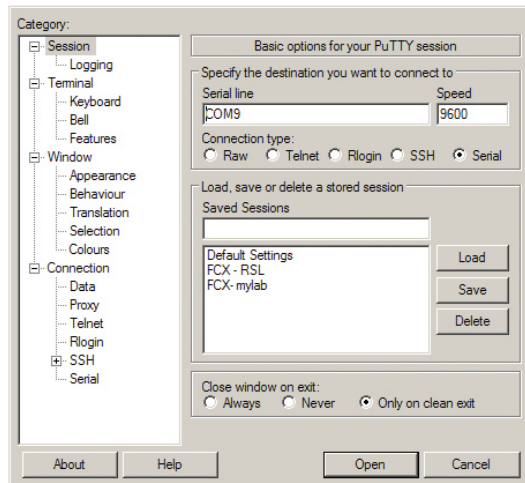 Category:
Session
Logging
Terminal
Keyboard
Bell
Features
Window
Appearance
Behaviour
Translation
Selection
Colours
Connection
Data
Proxy
Telnet
Rlogin
SSH
Serial
Basic options for your PuTTY session
Specify the destination you want to connect to
Serial line Speed
COM9 9600
Connection type:
Raw Telnet Rlogin SSH Serial
Load, save or delete a stored session
Saved Sessions
Default Settings
FCX - RSL
FCX- mylab
Load
Save
Delete
Close window on exit:
Always Never Only on clean exit
About Help Open Cancel